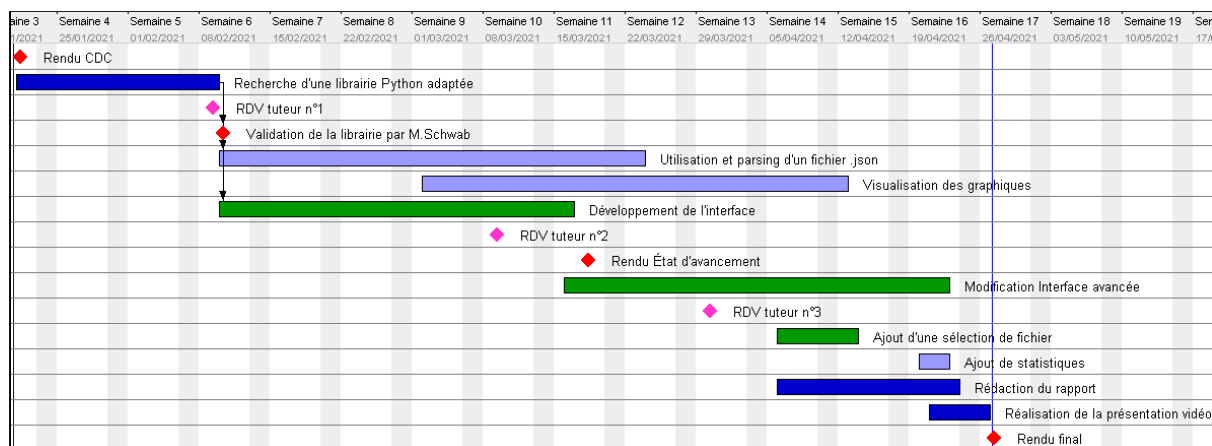 aine 3 Semaine 4 Semaine 5 Semaine 6 Semaine 7 Semaine 8 Semaine 9 Semaine 10 Semaine 11 Semaine 12 Semaine 13 Semaine 14 Semaine 15 Semaine 16 Semaine 17 Semaine 18 Semaine 19 Sem
1/2021 25/01/2021 01/02/2021 08/02/2021 15/02/2021 22/02/2021 01/03/2021 08/03/2021 15/03/2021 22/03/2021 29/03/2021 05/04/2021 12/04/2021 19/04/2021 26/04/2021 03/05/2021 10/05/2021 17/0
Rendu CDC
Recherche d'une librairie Python adaptée
RDV tuteur n°1
Validation de la librairie par M.Schwab
Utilisation et parsing d'un fichier .json
Visualisation des graphiques
Développement de l'interface
RDV tuteur n°2
Rendu État d'avancement
Modification Interface avancée
RDV tuteur n°3
Ajout d'une sélection de fichier
Ajout de statistiques
Rédaction du rapport
Réalisation de la présentation vidéo
Rendu final